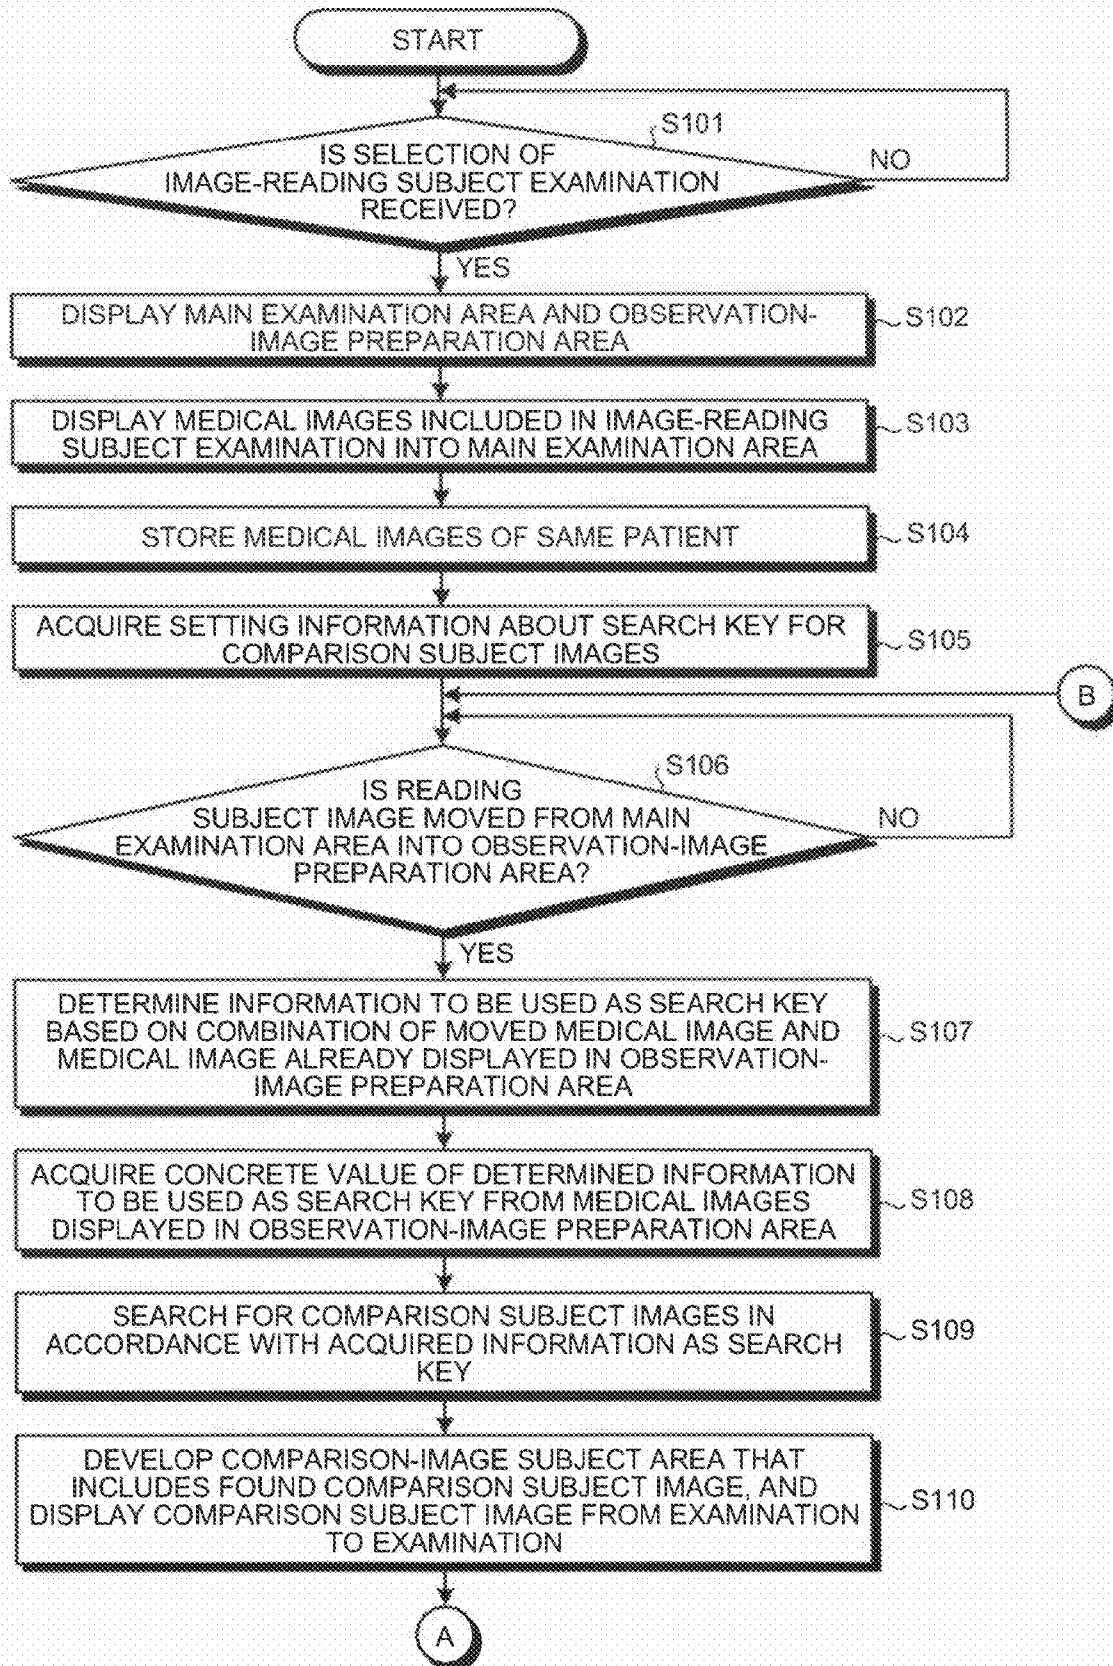 START
S101
IS SELECTION OF
IMAGE-READING SUBJECT EXAMINATION
RECEIVED?
NO
YES
DISPLAY MAIN EXAMINATION AREA AND OBSERVATION-
IMAGE PREPARATION AREA
S102
DISPLAY MEDICAL IMAGES INCLUDED IN IMAGE-READING
SUBJECT EXAMINATION INTO MAIN EXAMINATION AREA
S103
STORE MEDICAL IMAGES OF SAME PATIENT
S104
ACQUIRE SETTING INFORMATION ABOUT SEARCH KEY FOR
COMPARISON SUBJECT IMAGES
S105
B
S106
IS READING
SUBJECT IMAGE MOVED FROM MAIN
EXAMINATION AREA INTO OBSERVATION-IMAGE
PREPARATION AREA?
NO
YES
DETERMINE INFORMATION TO BE USED AS SEARCH KEY
BASED ON COMBINATION OF MOVED MEDICAL IMAGE AND
MEDICAL IMAGE ALREADY DISPLAYED IN OBSERVATION-
IMAGE PREPARATION AREA
S107
ACQUIRE CONCRETE VALUE OF DETERMINED INFORMATION
TO BE USED AS SEARCH KEY FROM MEDICAL IMAGES
DISPLAYED IN OBSERVATION-IMAGE PREPARATION AREA
S108
SEARCH FOR COMPARISON SUBJECT IMAGES IN
ACCORDANCE WITH ACQUIRED INFORMATION AS SEARCH
KEY
S109
DEVELOP COMPARISON-IMAGE SUBJECT AREA THAT
INCLUDES FOUND COMPARISON SUBJECT IMAGE, AND
DISPLAY COMPARISON SUBJECT IMAGE FROM EXAMINATION
TO EXAMINATION
S110
A